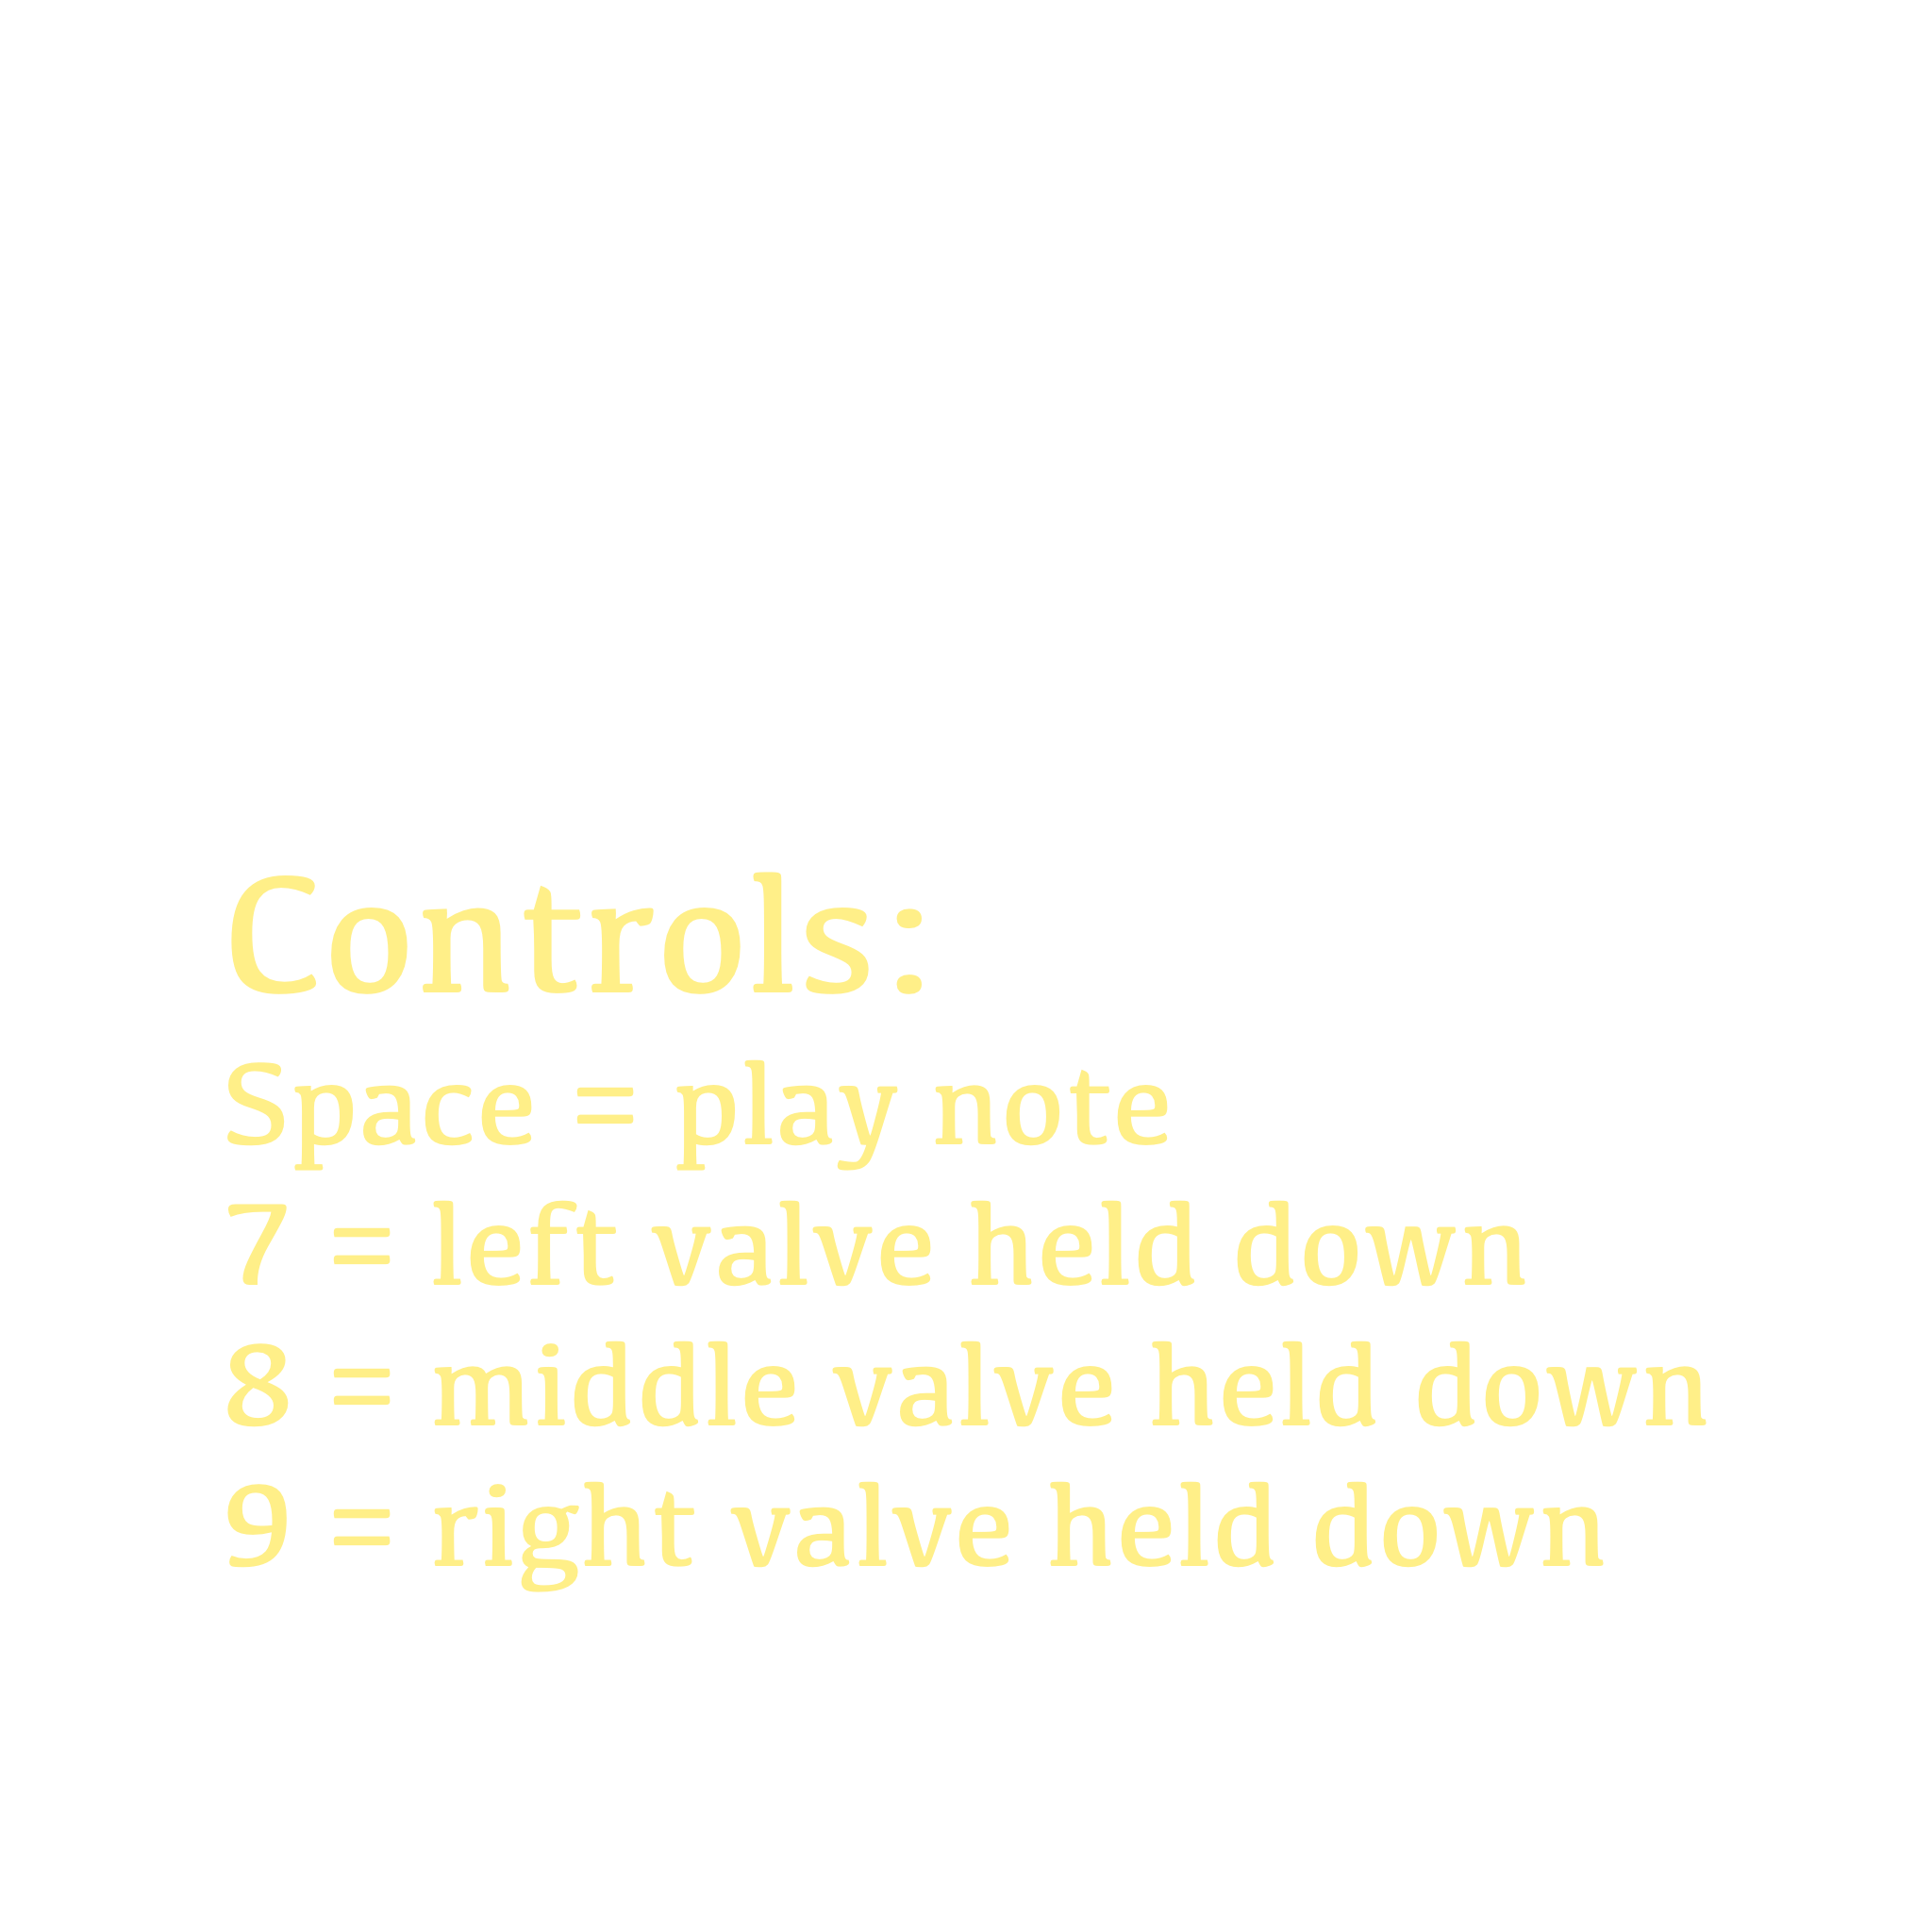 Controls:
Space = play note
7 = left valve held down
8 = middle valve held down
9 = right valve held down